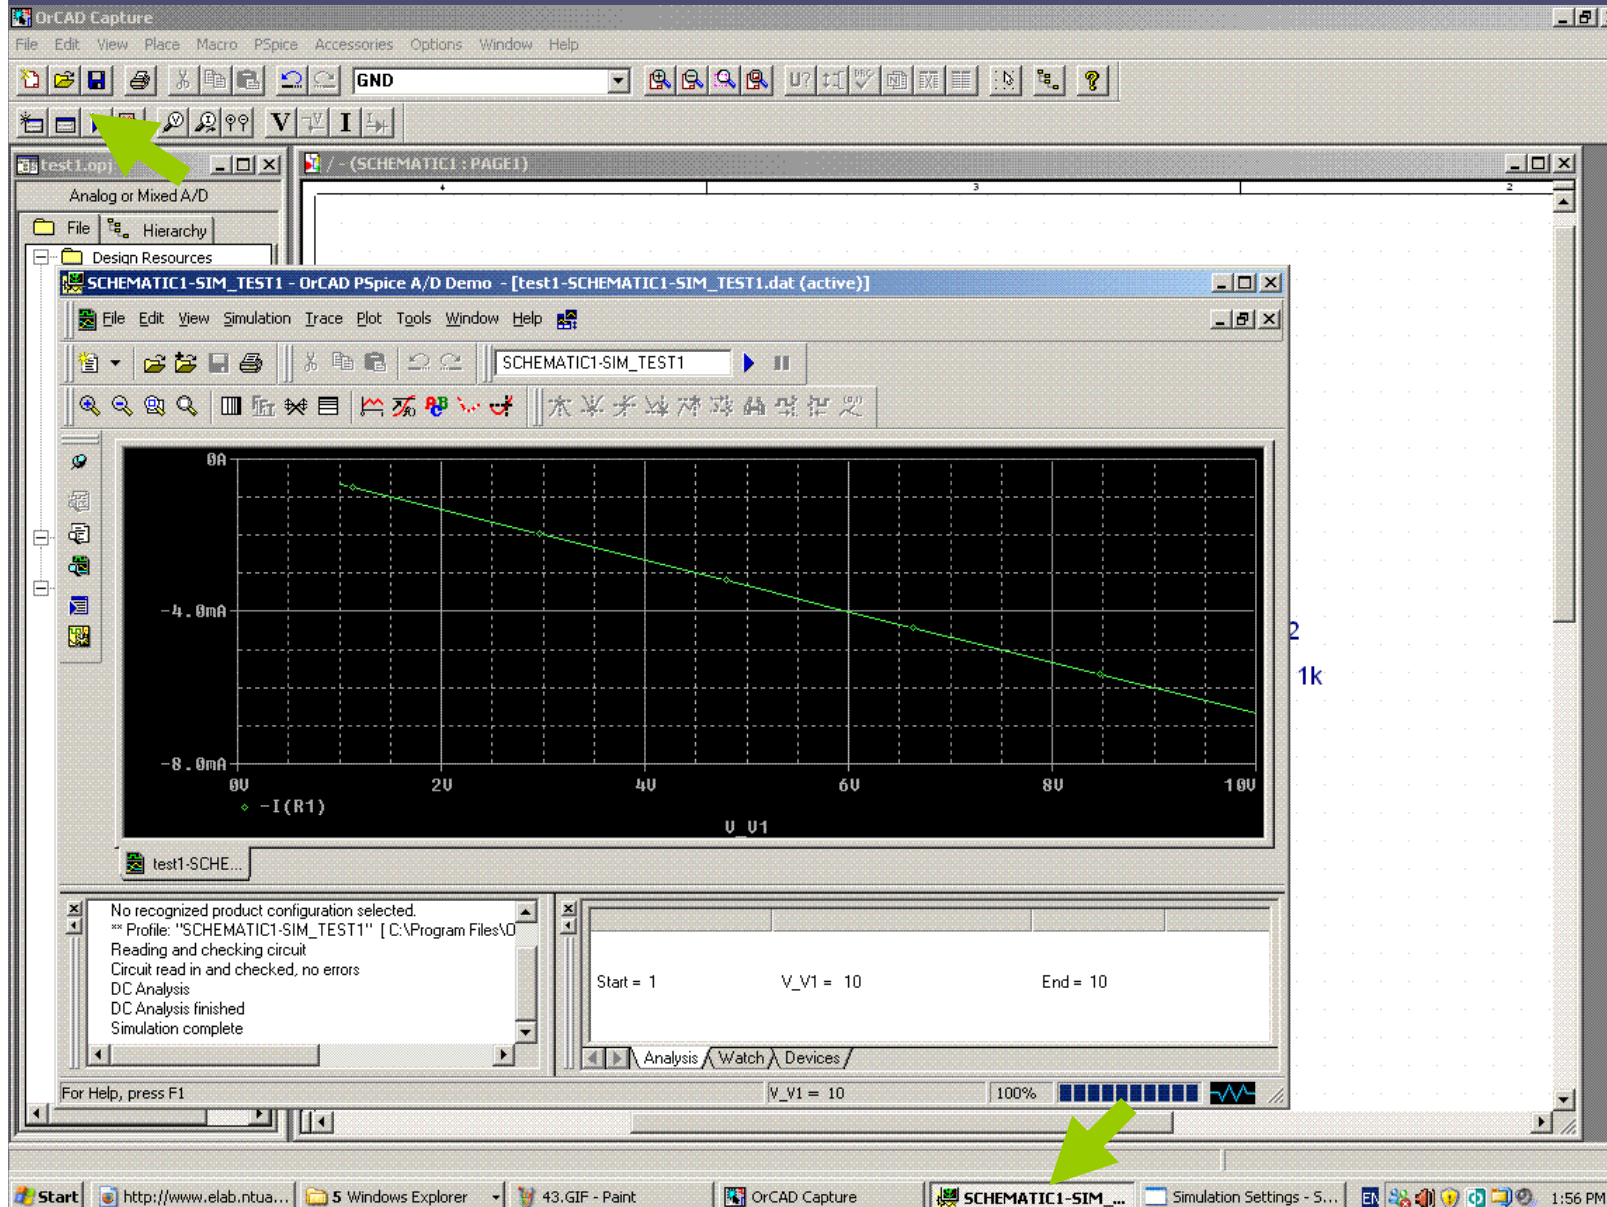 OrCAD Capture
File Edit View Place Macro PSpice Accessories Options Window Help
GND
U?
V V I I
test1.opj
/ - (SCHEMATIC1 : PAGE1)
Analog or Mixed A/D
4 3 2
File Hierarchy
Design Resources
SCHEMATIC1-SIM_TEST1 - OrCAD PSpice A/D Demo - [test1-SCHEMATIC1-SIM_TEST1.dat (active)]
File Edit View Simulation Trace Plot Tools Window Help
SCHEMATIC1-SIM_TEST1
0A
-4.0mA
2
1k
-8.0mA
0V 2V 4V 6V 8V 10V
-I(R1)
V_V1
test1-SCHE...
No recognized product configuration selected.
** Profile: "SCHEMATIC1-SIM_TEST1" [ C:\Program Files\O
Reading and checking circuit
Circuit read in and checked, no errors
DC Analysis
DC Analysis finished
Simulation complete
Start = 1 V_V1 = 10 End = 10
Analysis Watch Devices
For Help, press F1 V_V1 = 10 100%
Start http://www.elab.ntua... 5 Windows Explorer 43.GIF - Paint OrCAD Capture SCHEMATIC1-SIM_... Simulation Settings - S... EN 1:56 PM